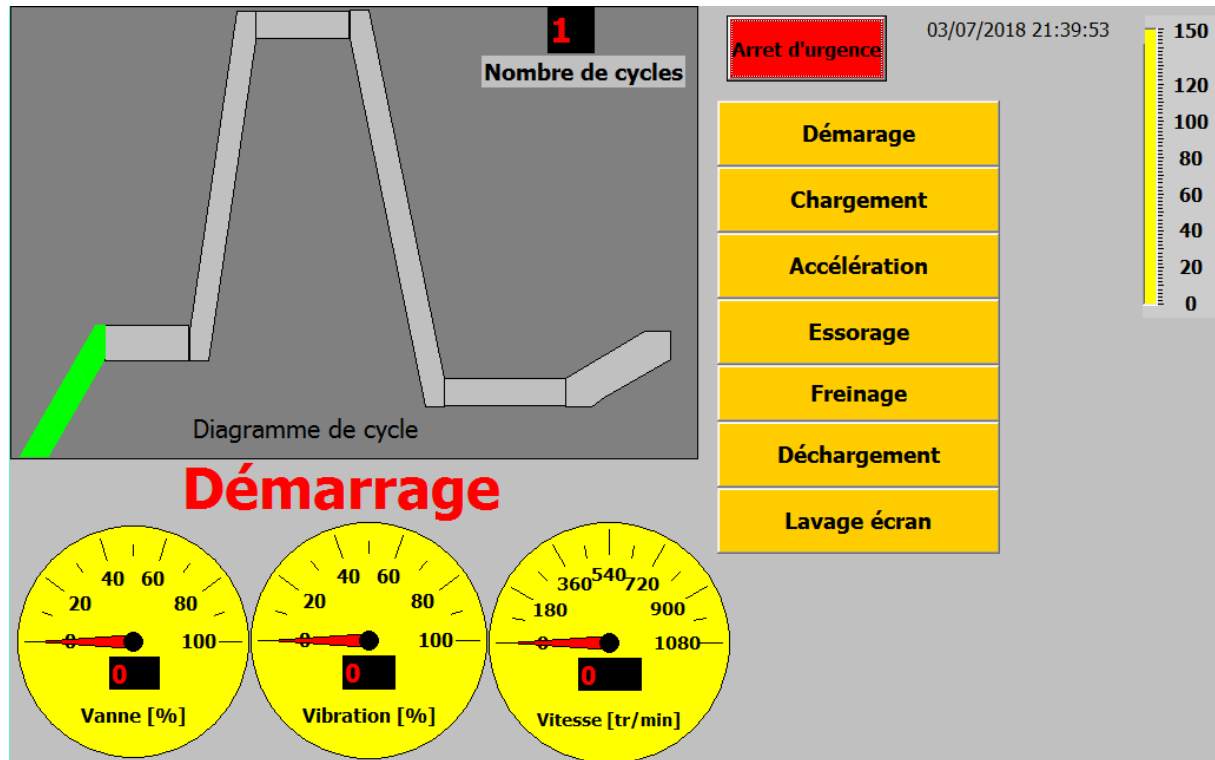 1
Nombre de cycles
Diagramme de cycle
Démarrage
Arret d'urgence
03/07/2018 21:39:53
Démarage
Chargement
Accélération
Essorage
Freinage
Déchargement
Lavage écran
150
120
100
80
60
40
20
0
0 20 40 60 80 100
0
Vanne [%]
0 20 40 60 80 100
0
Vibration [%]
0 180 360 540 720 900 1080
0
Vitesse [tr/min]